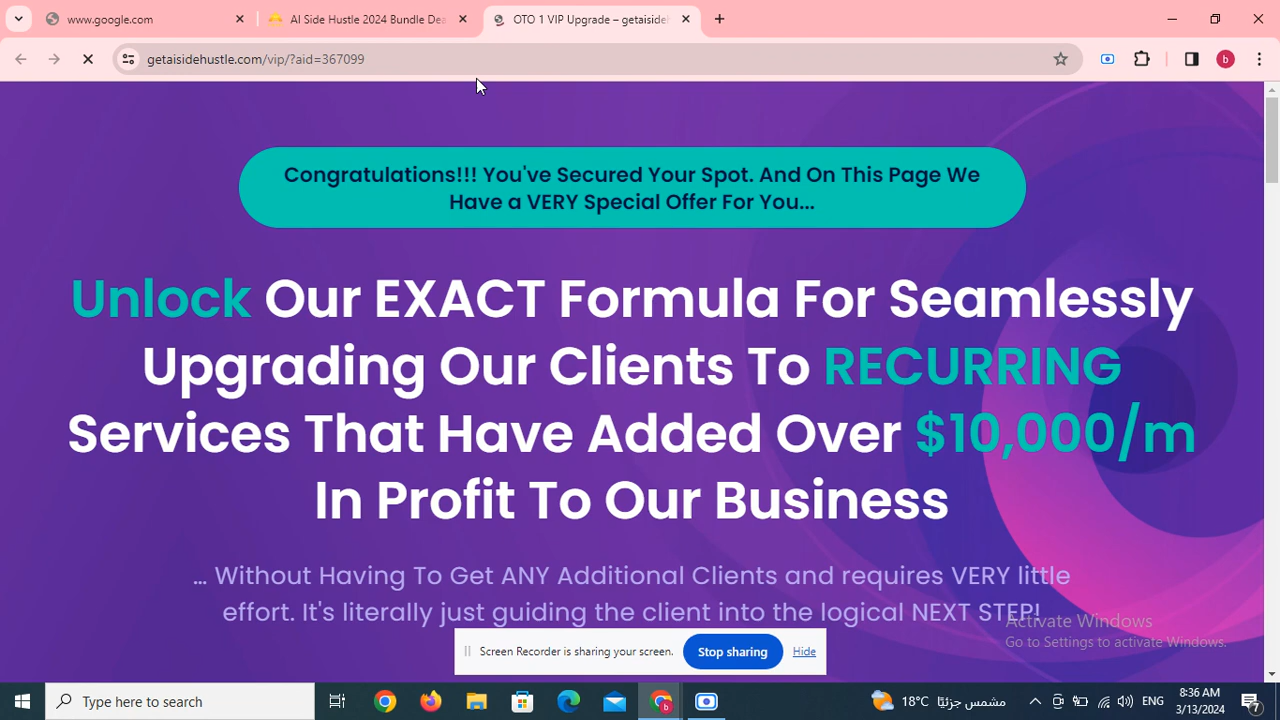 www.google.com
AI Side Hustle 2024 Bundle Dea
OTO 1 VIP Upgrade – getaisideh
getaisidehustle.com/vip/?aid=367099
b
Congratulations!!! You've Secured Your Spot. And On This Page We
Have a VERY Special Offer For You...
Unlock Our EXACT Formula For Seamlessly
Upgrading Our Clients To RECURRING
Services That Have Added Over $10,000/m
In Profit To Our Business
... Without Having To Get ANY Additional Clients and requires VERY little
effort. It's literally just guiding the client into the logical NEXT STEP!
Activate Windows
Go to Settings to activate Windows.
Screen Recorder is sharing your screen.
Stop sharing
Hide
Type here to search
b
18°C
مشمس جزئيًا
ENG
8:36 AM
3/13/2024
7